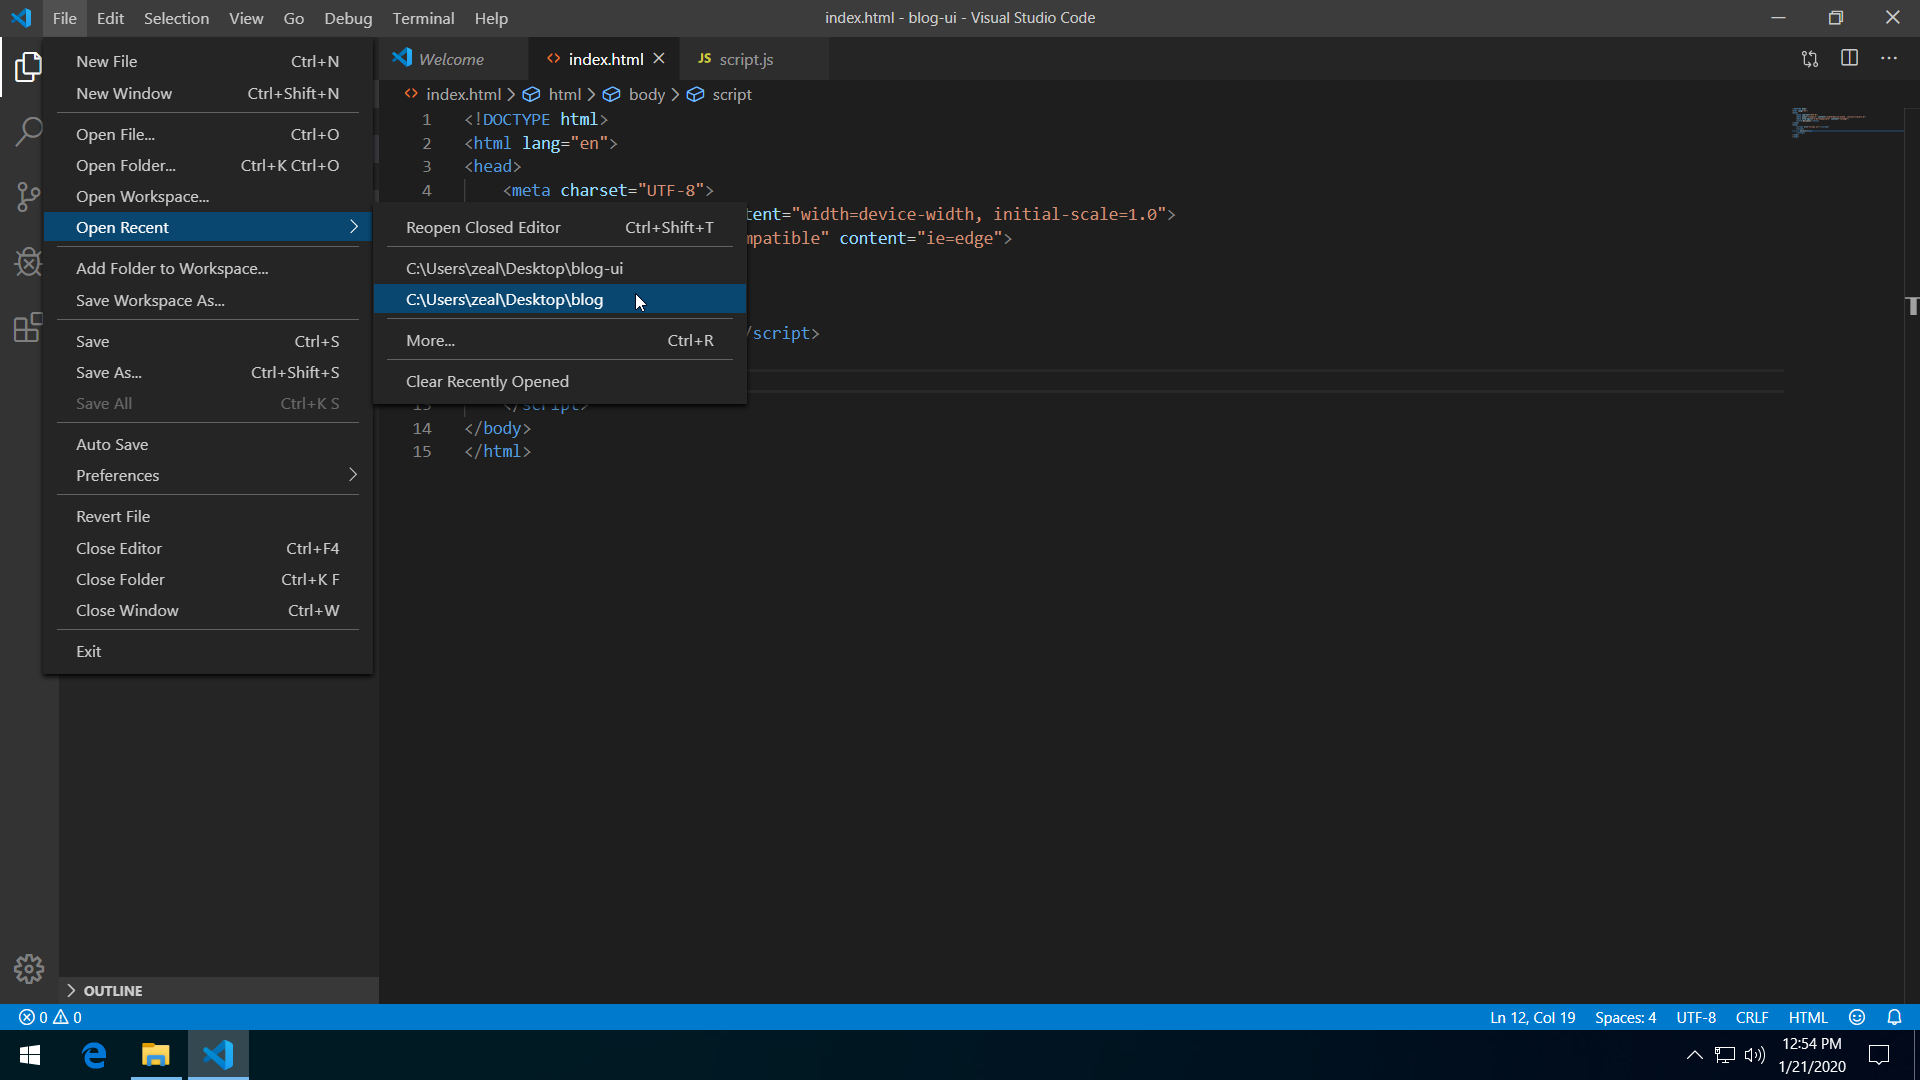 File Edit Selection View Go Debug Terminal Help
index.html - blog-ui - Visual Studio Code
New File Ctrl+N
New Window Ctrl+Shift+N
Open File... Ctrl+O
Open Folder... Ctrl+K Ctrl+O
Open Workspace...
Open Recent
Add Folder to Workspace...
Save Workspace As...
Save Ctrl+S
Save As... Ctrl+Shift+S
Save All Ctrl+K S
Auto Save
Preferences
Revert File
Close Editor Ctrl+F4
Close Folder Ctrl+K F
Close Window Ctrl+W
Exit
Reopen Closed Editor Ctrl+Shift+T
C:\Users\zeal\Desktop\blog-ui
C:\Users\zeal\Desktop\blog
More... Ctrl+R
Clear Recently Opened
Welcome
<> index.html
JS script.js
<> index.html > html > body > script
1 <!DOCTYPE html>
2 <html lang="en">
3 <head>
4 <meta charset="UTF-8">
tent="width=device-width, initial-scale=1.0">
mpatible" content="ie=edge">
/script>
13 </script>
14 </body>
15 </html>
OUTLINE
0 0
Ln 12, Col 19 Spaces: 4 UTF-8 CRLF HTML
12:54 PM
1/21/2020